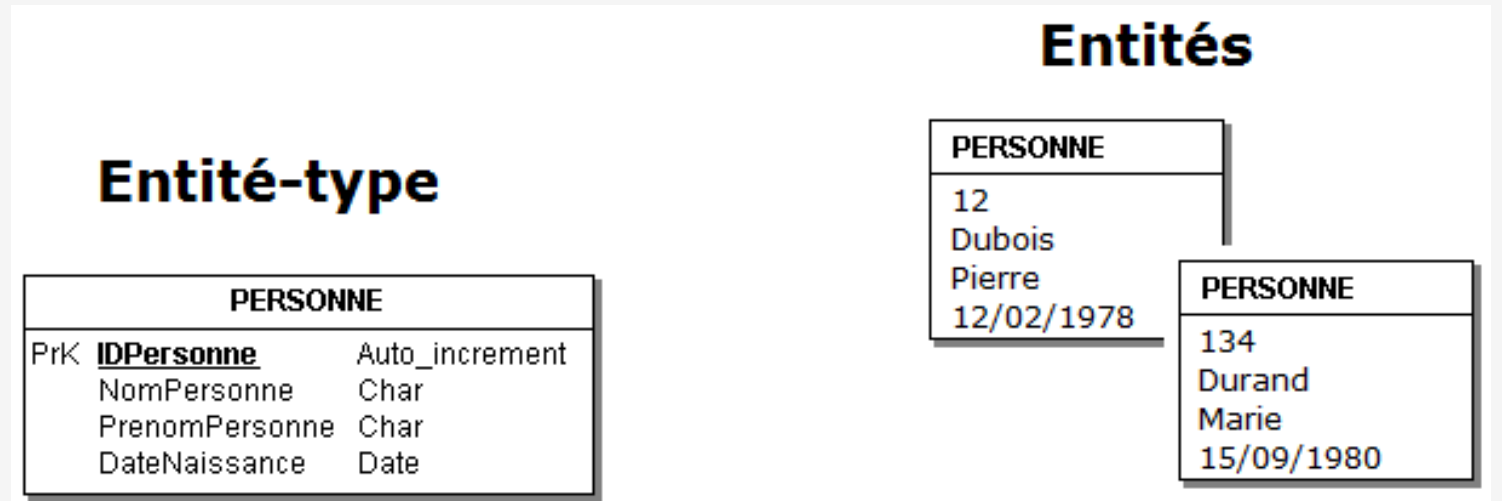 Entité-type
PERSONNE
PrK IDPersonne Auto_increment
NomPersonne Char
PrenomPersonne Char
DateNaissance Date
Entités
PERSONNE
12
Dubois
Pierre
12/02/1978
PERSONNE
134
Durand
Marie
15/09/1980